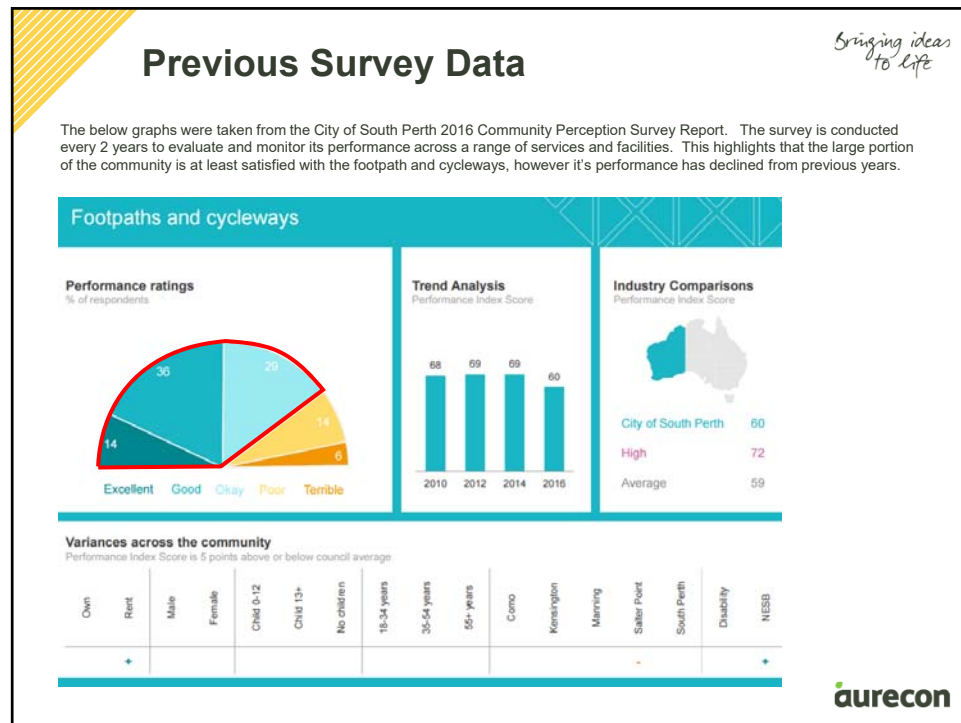 Previous Survey Data
Bringing ideas
to life
The below graphs were taken from the City of South Perth 2016 Community Perception Survey Report.   The survey is conducted
every 2 years to evaluate and monitor its performance across a range of services and facilities.  This highlights that the large portion
of the community is at least satisfied with the footpath and cycleways, however it's performance has declined from previous years.
Footpaths and cycleways
Performance ratings
% of respondents
14
36
29
14
6
Excellent Good Okay Poor Terrible
Trend Analysis
Performance Index Score
68 69 69 60
2010 2012 2014 2016
Industry Comparisons
Performance Index Score
City of South Perth 60
High 72
Average 59
Variances across the community
Performance Index Score is 5 points above or below council average
Own
Rent
Male
Female
Child 0-12
Child 13+
No children
18-34 years
35-54 years
55+ years
Como
Kensington
Manning
Salter Point
South Perth
Disability
NESB
+ - +
aurecon